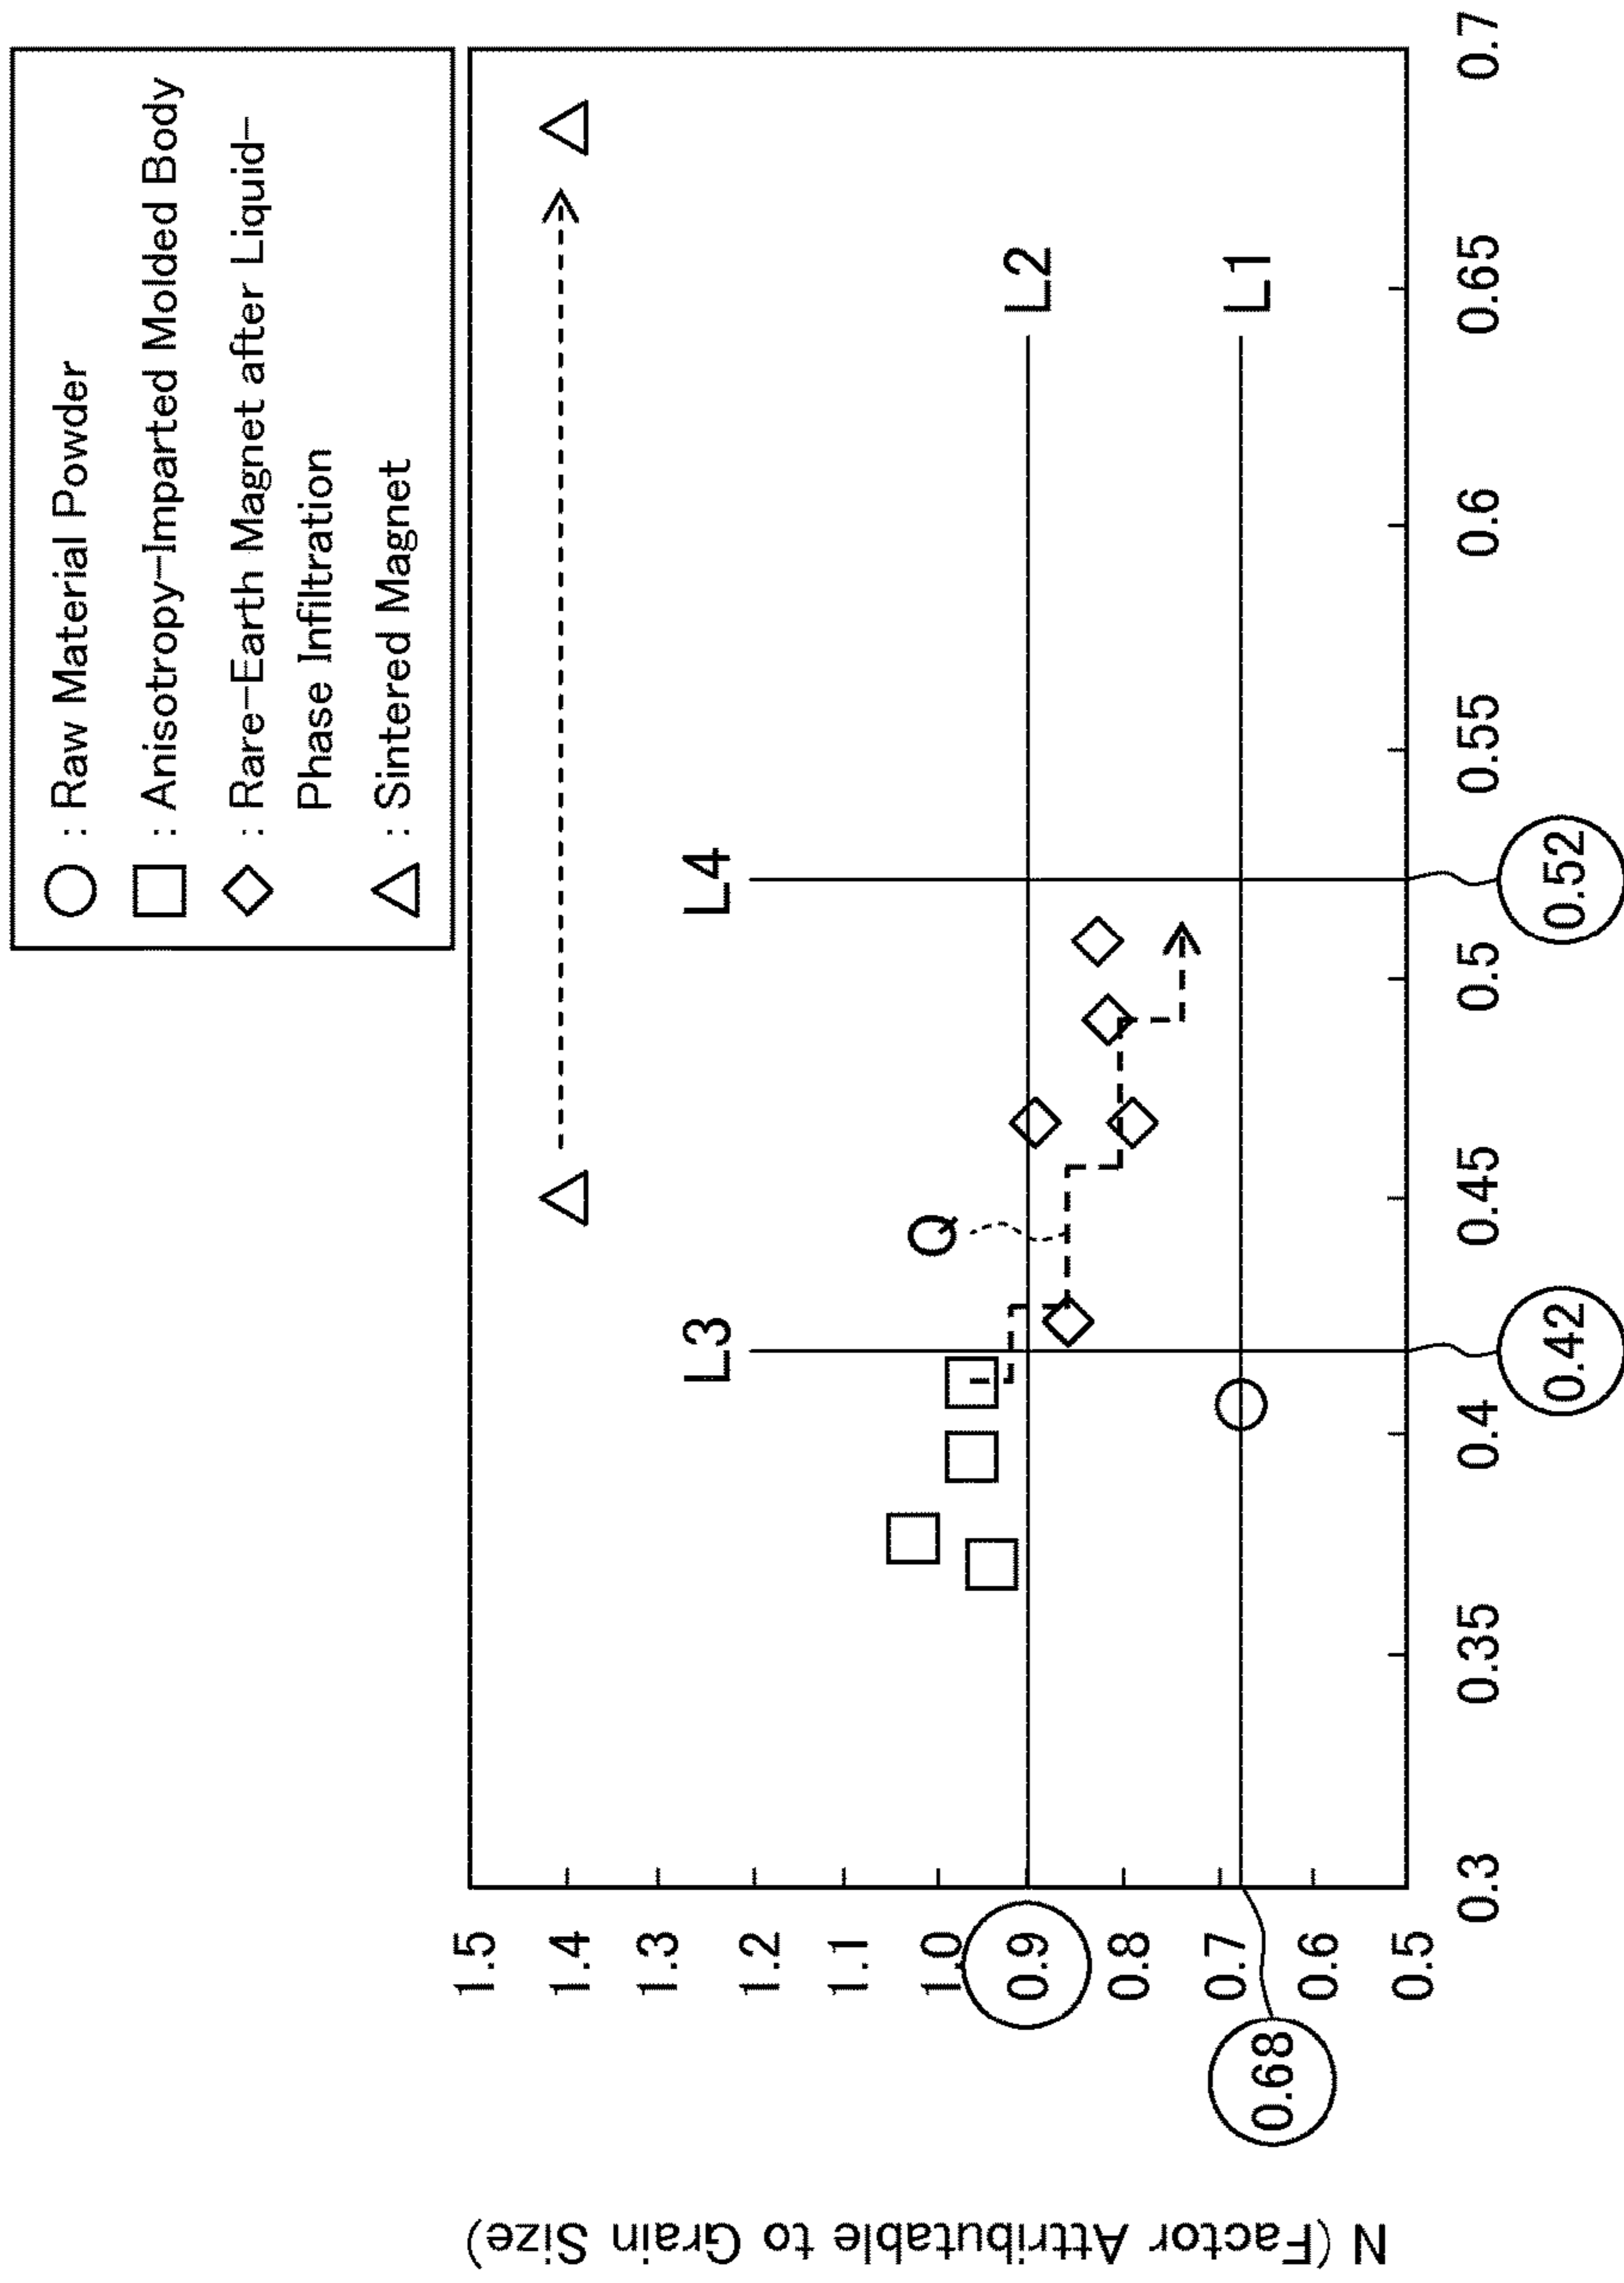 ○ : Raw Material Powder
□ : Anisotropy-Imparted Molded Body
◇ : Rare-Earth Magnet after Liquid-
Phase Infiltration
△ : Sintered Magnet
N (Factor Attributable to Grain Size)
1.5
1.4
1.3
1.2
1.1
1.0
0.9
0.8
0.7
0.68
0.6
0.5
L3
L4
Q
L2
L1
0.3
0.35
0.4
0.45
0.5
0.55
0.6
0.65
0.7
0.42
0.52